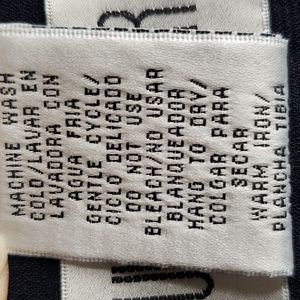 MACHINE WASH
COLD/LAVAR EN
LAVADORA CON
AGUA FRIA
GENTLE CYCLE/
CICLO DELICADO
DO NOT USE
BLEACH/NO USAR
BLANQUEADOR
HANG TO DRY/
COLGAR PARA
SECAR
WARM IRON/
PLANCHA TIBIA